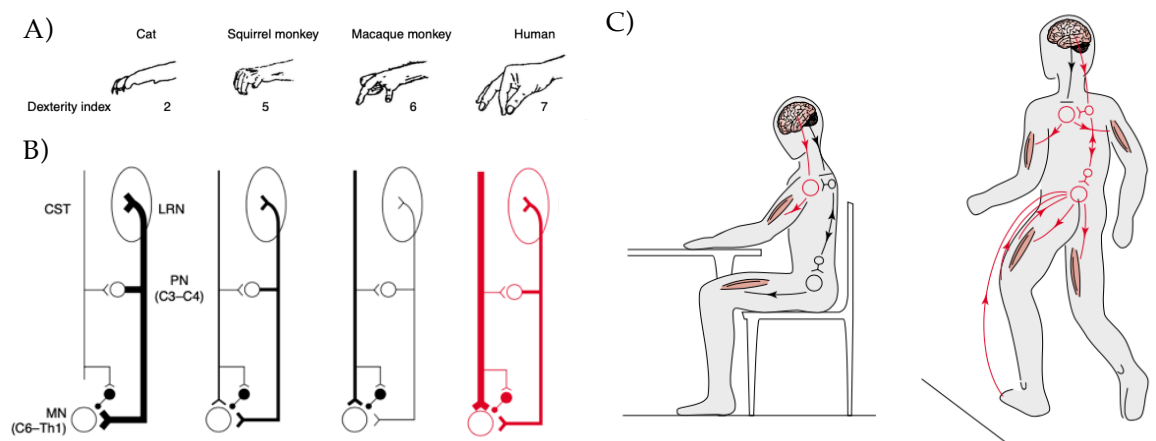 A)
Cat Squirrel monkey Macaque monkey Human
Dexterity index 2 5 6 7
B)
CST LRN
PN
(C3–C4)
MN
(C6–Th1)
C)